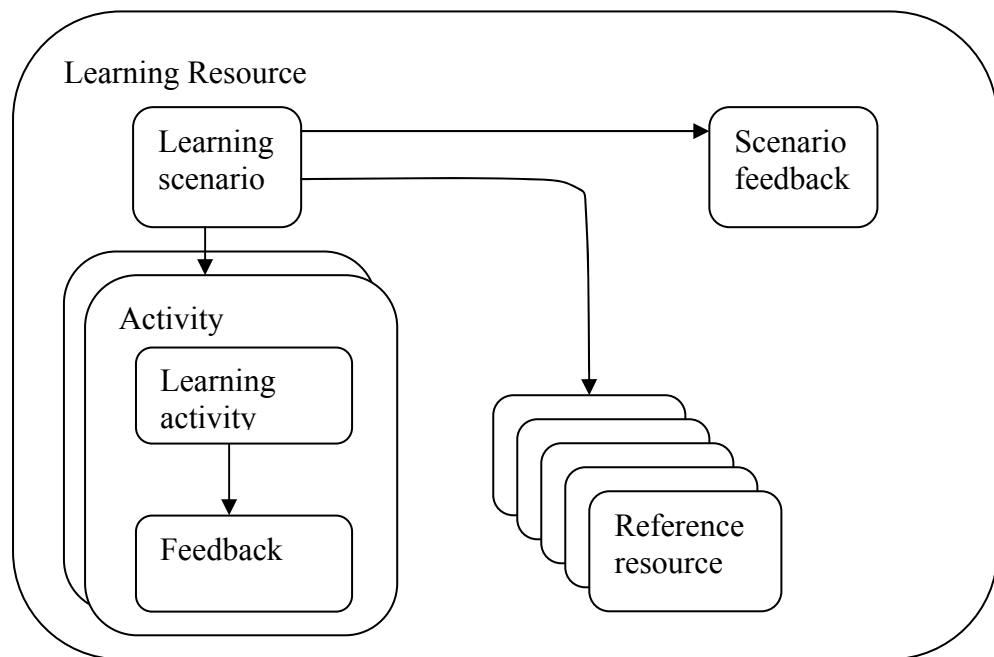 Learning Resource
Learning
scenario
Scenario
feedback
Activity
Learning
activity
Feedback
Reference
resource